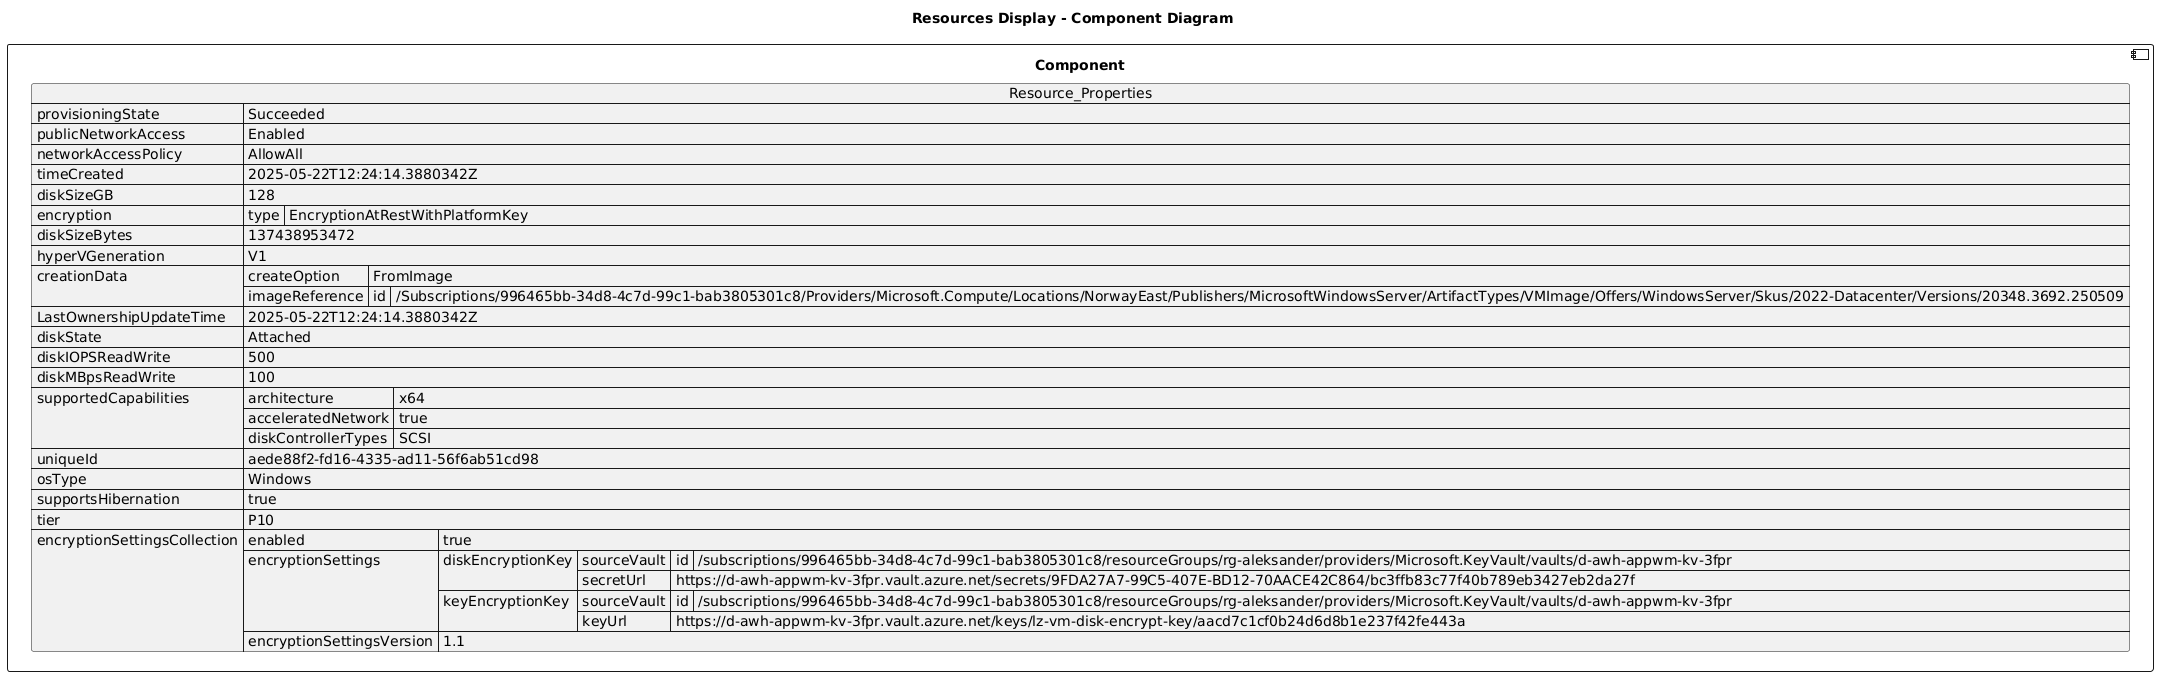 Resources Display - Component Diagram
Component
Resource_Properties
provisioningState Succeeded
publicNetworkAccess Enabled
networkAccessPolicy AllowAll
timeCreated 2025-05-22T12:24:14.3880342Z
diskSizeGB 128
encryption type EncryptionAtRestWithPlatformKey
diskSizeBytes 137438953472
hyperVGeneration V1
creationData createOption FromImage
imageReference id /Subscriptions/996465bb-34d8-4c7d-99c1-bab3805301c8/Providers/Microsoft.Compute/Locations/NorwayEast/Publishers/MicrosoftWindowsServer/ArtifactTypes/VMImage/Offers/WindowsServer/Skus/2022-Datacenter/Versions/20348.3692.250509
LastOwnershipUpdateTime 2025-05-22T12:24:14.3880342Z
diskState Attached
diskIOPSReadWrite 500
diskMBpsReadWrite 100
supportedCapabilities architecture x64
acceleratedNetwork true
diskControllerTypes SCSI
uniqueId aede88f2-fd16-4335-ad11-56f6ab51cd98
osType Windows
supportsHibernation true
tier P10
encryptionSettingsCollection enabled true
encryptionSettings diskEncryptionKey sourceVault id /subscriptions/996465bb-34d8-4c7d-99c1-bab3805301c8/resourceGroups/rg-aleksander/providers/Microsoft.KeyVault/vaults/d-awh-appwm-kv-3fpr
secretUrl https://d-awh-appwm-kv-3fpr.vault.azure.net/secrets/9FDA27A7-99C5-407E-BD12-70AACE42C864/bc3ffb83c77f40b789eb3427eb2da27f
keyEncryptionKey sourceVault id /subscriptions/996465bb-34d8-4c7d-99c1-bab3805301c8/resourceGroups/rg-aleksander/providers/Microsoft.KeyVault/vaults/d-awh-appwm-kv-3fpr
keyUrl https://d-awh-appwm-kv-3fpr.vault.azure.net/keys/lz-vm-disk-encrypt-key/aacd7c1cf0b24d6d8b1e237f42fe443a
encryptionSettingsVersion 1.1